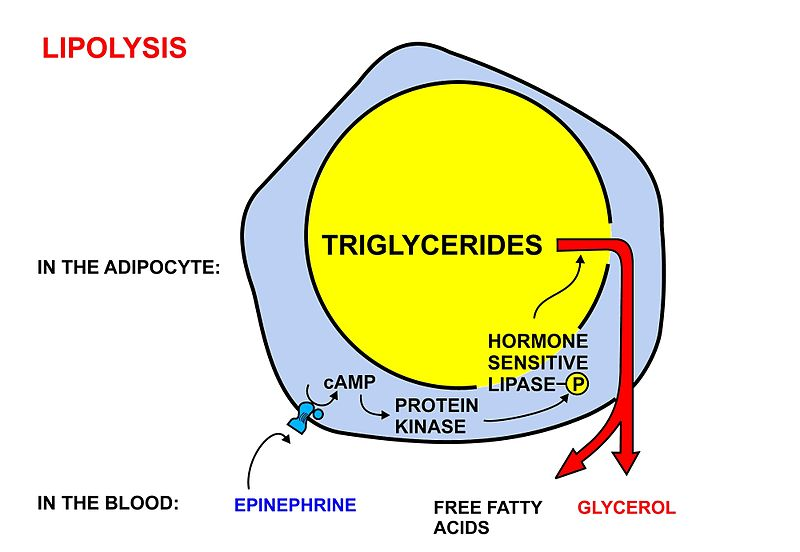 LIPOLYSIS
TRIGLYCERIDES
IN THE ADIPOCYTE:
HORMONE
SENSITIVE
LIPASE
P
cAMP
PROTEIN
KINASE
IN THE BLOOD:
EPINEPHRINE
FREE FATTY
ACIDS
GLYCEROL